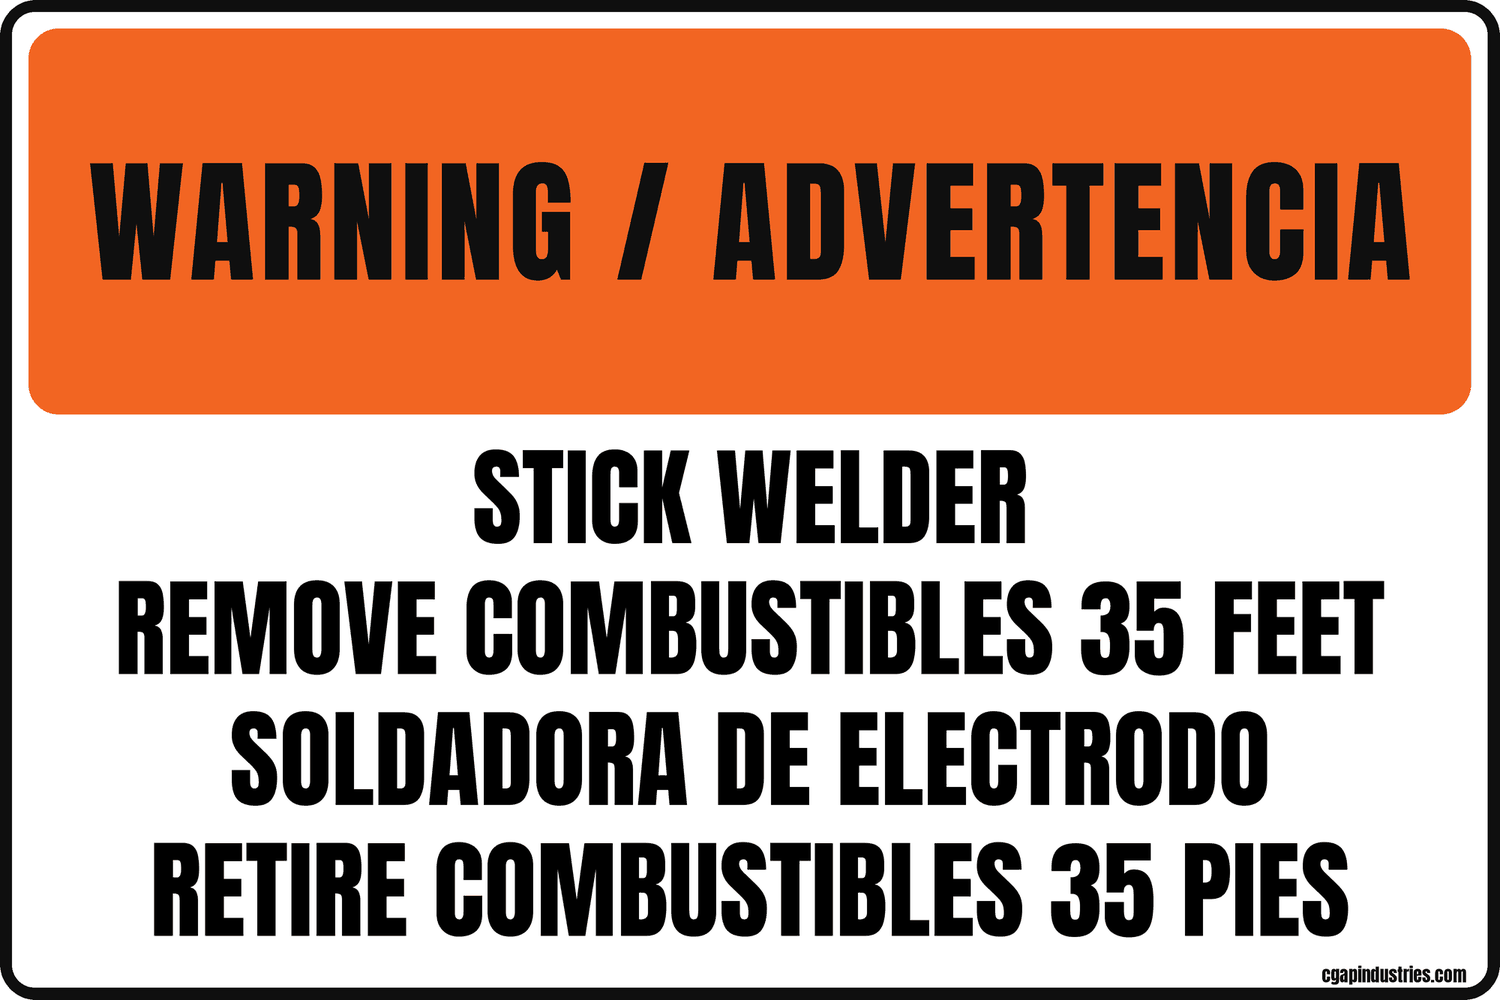 WARNING / ADVERTENCIA
STICK WELDER
REMOVE COMBUSTIBLES 35 FEET
SOLDADORA DE ELECTRODO
RETIRE COMBUSTIBLES 35 PIES
cgapindustries.com